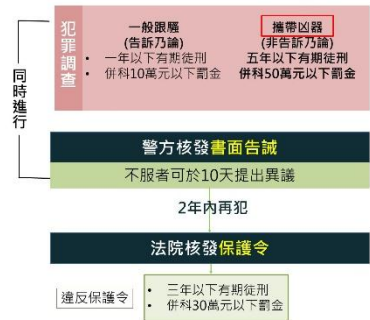 同時進行
犯罪調查
一般跟騷
(告訴乃論)
• 一年以下有期徒刑
• 併科10萬元以下罰金
攜帶凶器
(非告訴乃論)
五年以下有期徒刑
併科50萬元以下罰金
警方核發書面告誡
不服者可於10天提出異議
2年內再犯
法院核發保護令
違反保護令
• 三年以下有期徒刑
• 併科30萬元以下罰金